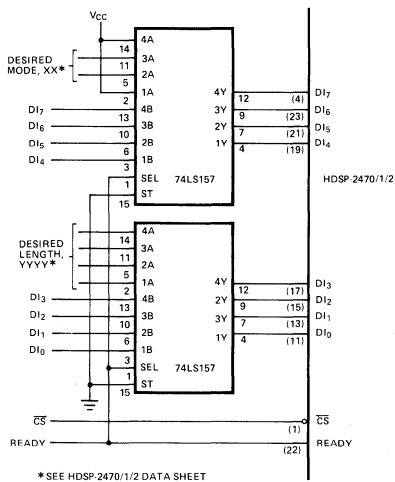 VCC
4A
14
DESIRED
MODE, XX*
3A
11
2A
5
1A
2
DI7 4B 4Y DI7
13 12 (4)
DI6 3B 3Y DI6
10 9 (23)
DI5 2B 2Y DI5
6 7 (21)
DI4 1B 1Y DI4
3 4 (19)
SEL 74LS157 HDSP-2470/1/2
1
ST
15
4A
14
DESIRED
LENGTH,
YYYY*
3A
11
2A
5
1A
2
4Y DI3
12 (17)
DI3 4B 2Y DI2
13 9 (15)
DI2 3B 3Y DI1
10 7 (13)
DI1 2B 1Y DI0
6 4 (11)
DI0 1B
3
SEL 74LS157
1
ST
15
CS CS
(1)
READY READY
(22)
*SEE HDSP-2470/1/2 DATA SHEET